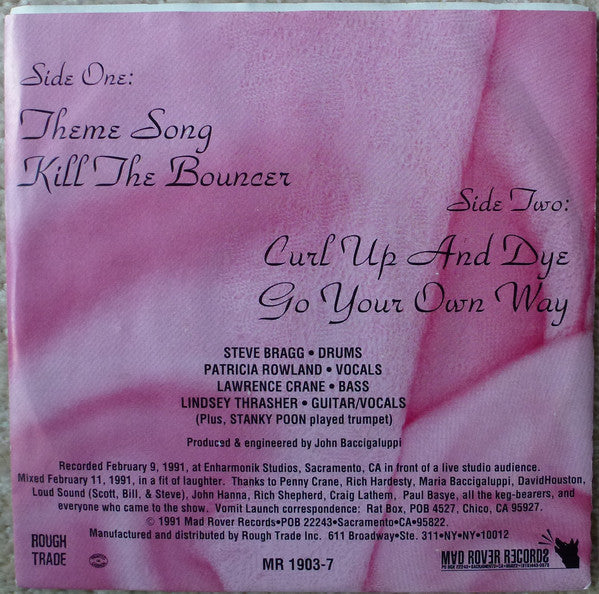 Side One:
Theme Song
Kill The Bouncer
Side Two:
Curl Up And Dye
Go Your Own Way
STEVE BRAGG • DRUMS
PATRICIA ROWLAND • VOCALS
LAWRENCE CRANE • BASS
LINDSEY THRASHER • GUITAR/VOCALS
(Plus, STANKY POON played trumpet)
Produced & engineered by John Baccigaluppi
Recorded February 9, 1991, at Enharmonik Studios, Sacramento, CA in front of a live studio audience.
Mixed February 11, 1991, in a fit of laughter. Thanks to Penny Crane, Rich Hardesty, Maria Baccigaluppi, DavidHouston,
Loud Sound (Scott, Bill, & Steve), John Hanna, Rich Shepherd, Craig Lathem, Paul Basye, all the keg-bearers, and
everyone who came to the show. Vomit Launch correspondence: Rat Box, POB 4527, Chico, CA 95927.
© 1991 Mad Rover Records•POB 22243•Sacramento•CA•95822.
Manufactured and distributed by Rough Trade Inc. 611 Broadway•Ste. 311•NY•NY•10012
ROUGH
TRADE
MR 1903-7
MAD ROVER RECORDS